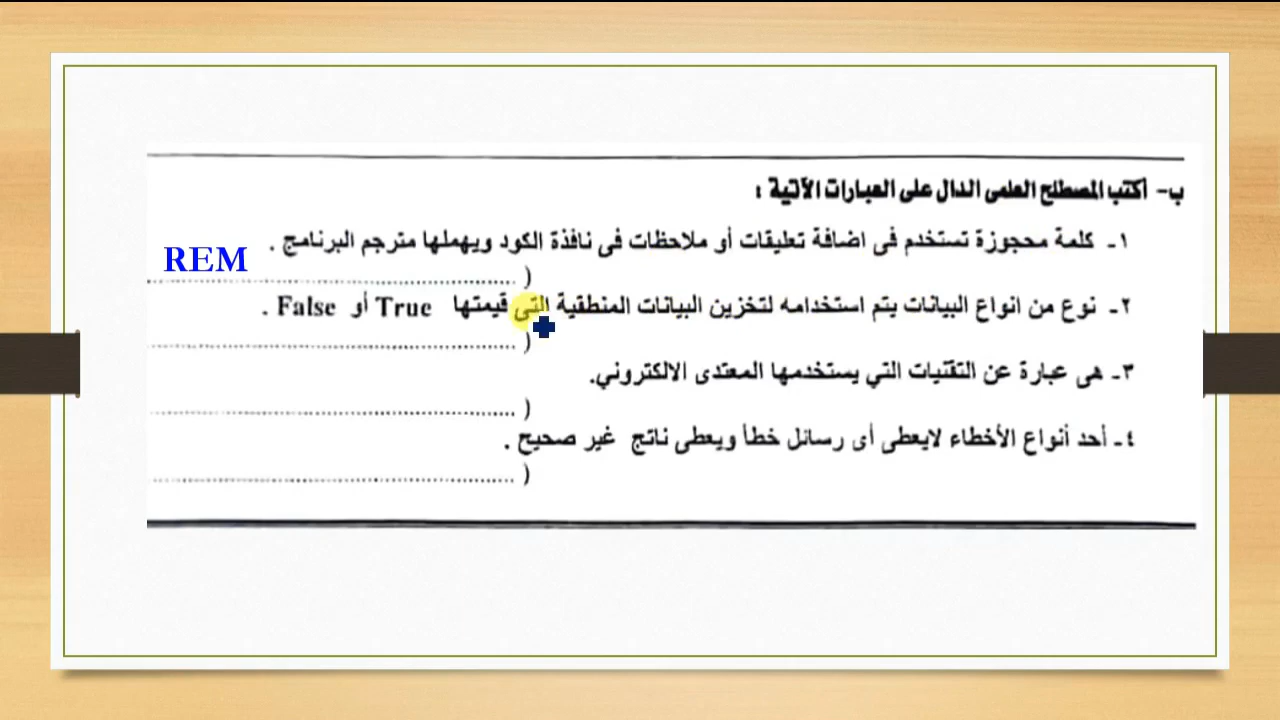 ب- أكتب المصطلح العلمى الدال على العبارات الآتية :
١- كلمة محجوزة تستخدم فى اضافة تعليقات أو ملاحظات فى نافذة الكود ويهملها مترجم البرنامج .
REM
(
٢- نوع من انواع البيانات يتم استخدامه لتخزين البيانات المنطقية التى قيمتها True أو False .
(
٣- هى عبارة عن التقنيات التي يستخدمها المعتدى الالكتروني.
(
٤- أحد أنواع الأخطاء لايعطى أى رسائل خطأ ويعطى ناتج غير صحيح .
(